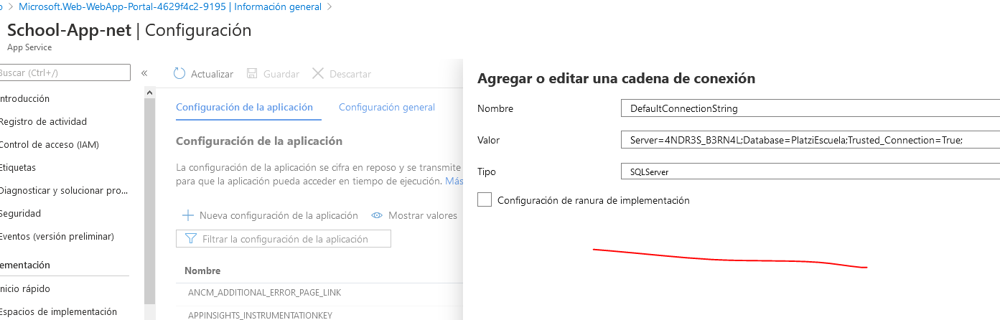 Microsoft.Web-WebApp-Portal-4629f4c2-9195 | Información general
School-App-net | Configuración
App Service
Buscar (Ctrl+/)
«
Actualizar
Guardar
Descartar
Introducción
Registro de actividad
Control de acceso (IAM)
Etiquetas
Diagnosticar y solucionar pro...
Seguridad
Eventos (versión preliminar)
ementación
Inicio rápido
Espacios de implementación
Configuración de la aplicación
Configuración general
Configuración de la aplicación
La configuración de la aplicación se cifra en reposo y se transmite
para que la aplicación pueda acceder en tiempo de ejecución. Más
Nueva configuración de la aplicación
Mostrar valores
Filtrar la configuración de la aplicación
Nombre
ANCM_ADDITIONAL_ERROR_PAGE_LINK
APPINSIGHTS_INSTRUMENTATIONKEY
Agregar o editar una cadena de conexión
Nombre
DefaultConnectionString
Valor
Server=4NDR3S_B3RN4L;Database=PlatziEscuela;Trusted_Connection=True;
Tipo
SQLServer
Configuración de ranura de implementación